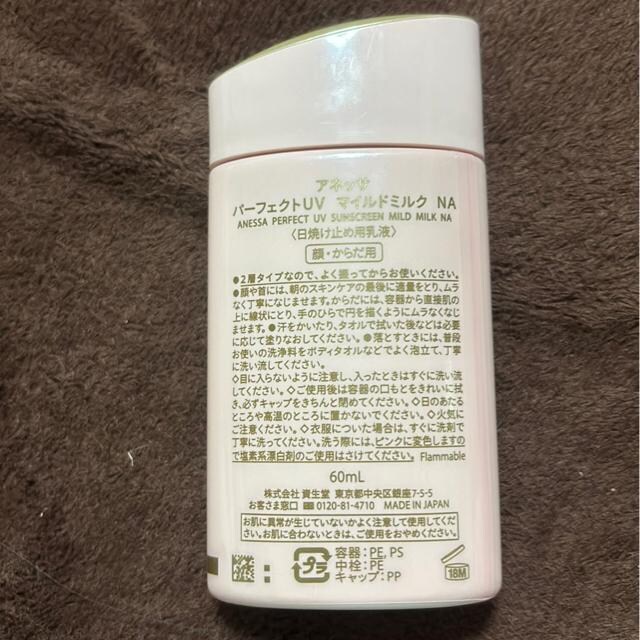 アネッサ
パーフェクトUV マイルドミルク NA
ANESSA PERFECT UV SUNSCREEN MILD MILK NA
〈日焼け止め用乳液〉
顔・からだ用
●2層タイプなので、よく振ってからお使いください。
●顔や首には、朝のスキンケアの最後に適量をとり、ムラ
なく丁寧になじませます。からだには、容器から直接肌の
上に線状にとり、手のひらで円を描くようにムラなくなじ
ませます。●汗をかいたり、タオルで拭いた後などは必要
に応じて塗りなおしてください。●落とすときには、普段
お使いの洗浄料をボディタオルなどでよく泡立て、丁寧
に洗い流してください。
◇目に入らないように注意し、入ったときはすぐに洗い流
してください。◇ご使用後は容器の口もとをきれいに拭
き、必ずキャップをきちんと閉めてください。◇日のあたる
ところや高温のところに置かないでください。◇火気に
ご注意ください。◇衣服についた場合は、すぐに洗剤で
丁寧に洗ってください。洗う際には、ピンクに変色します
ので塩素系漂白剤のご使用はさけてください。 Flammable
60mL
株式会社 資生堂 東京都中央区銀座7-5-5
お客さま窓口 0120-81-4710 MADE IN JAPAN
お肌に異常が生じていないかよく注意して使用してくだ
さい。お肌に合わないときは、ご使用をおやめください。
プラ
容器:PE, PS
中栓:PE
キャップ:PP
18M